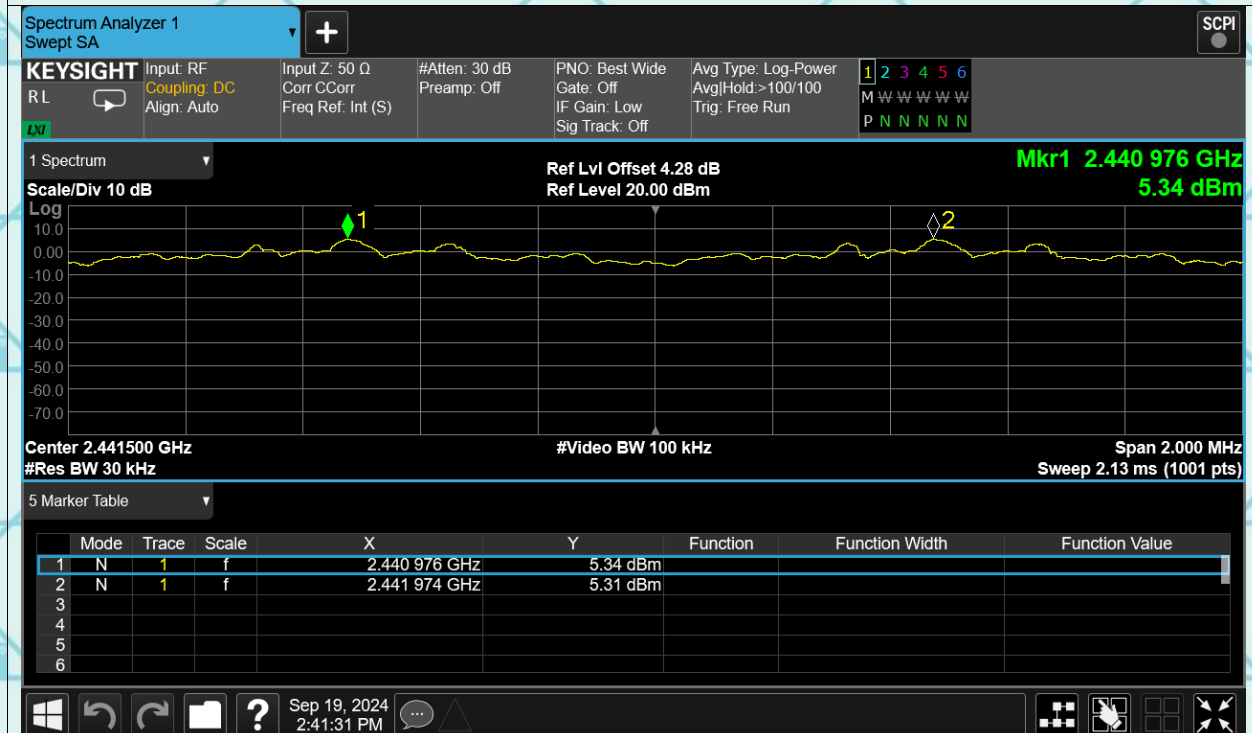 Spectrum Analyzer 1
Swept SA
+
SCPI
KEYSIGHT
RL
LXI
Input: RF
Coupling: DC
Align: Auto
Input Z: 50 Ω
Corr CCorr
Freq Ref: Int (S)
#Atten: 30 dB
Preamp: Off
PNO: Best Wide
Gate: Off
IF Gain: Low
Sig Track: Off
Avg Type: Log-Power
Avg|Hold:>100/100
Trig: Free Run
1 2 3 4 5 6
M W W W W W
P N N N N N
1 Spectrum
Scale/Div 10 dB
Ref Lvl Offset 4.28 dB
Ref Level 20.00 dBm
Mkr1 2.440 976 GHz
5.34 dBm
Log
1
2
10.0
0.00
-10.0
-20.0
-30.0
-40.0
-50.0
-60.0
-70.0
Center 2.441500 GHz
#Video BW 100 kHz
Span 2.000 MHz
#Res BW 30 kHz
Sweep 2.13 ms (1001 pts)
5 Marker Table
Mode Trace Scale X Y Function Function Width Function Value
1 N 1 f 2.440 976 GHz 5.34 dBm
2 N 1 f 2.441 974 GHz 5.31 dBm
3
4
5
6
?
Sep 19, 2024
2:41:31 PM